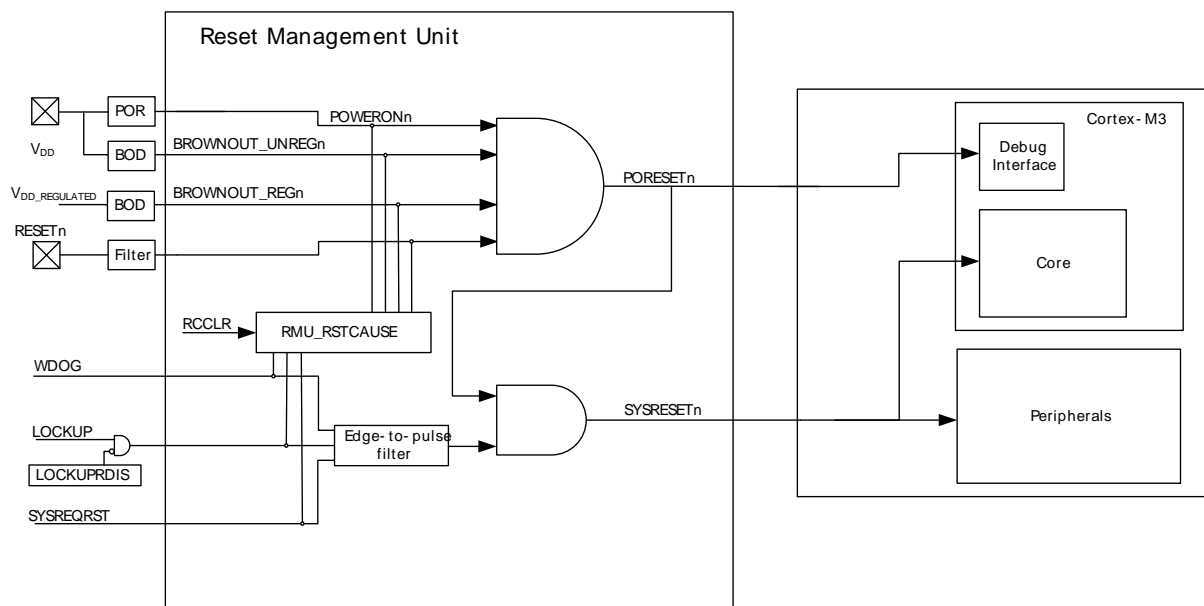 Reset Management Unit
POR
POWERONn
Cortex-M3
VDD
BOD
BROWNOUT_UNREGn
Debug
Interface
PORESETn
VDD_REGULATED
BOD
BROWNOUT_REGn
RESETn
Filter
Core
RCCLR
RMU_RSTCAUSE
WDOG
SYSRESETn
Peripherals
LOCKUP
Edge-to-pulse
filter
LOCKUPRDIS
SYSREQRST